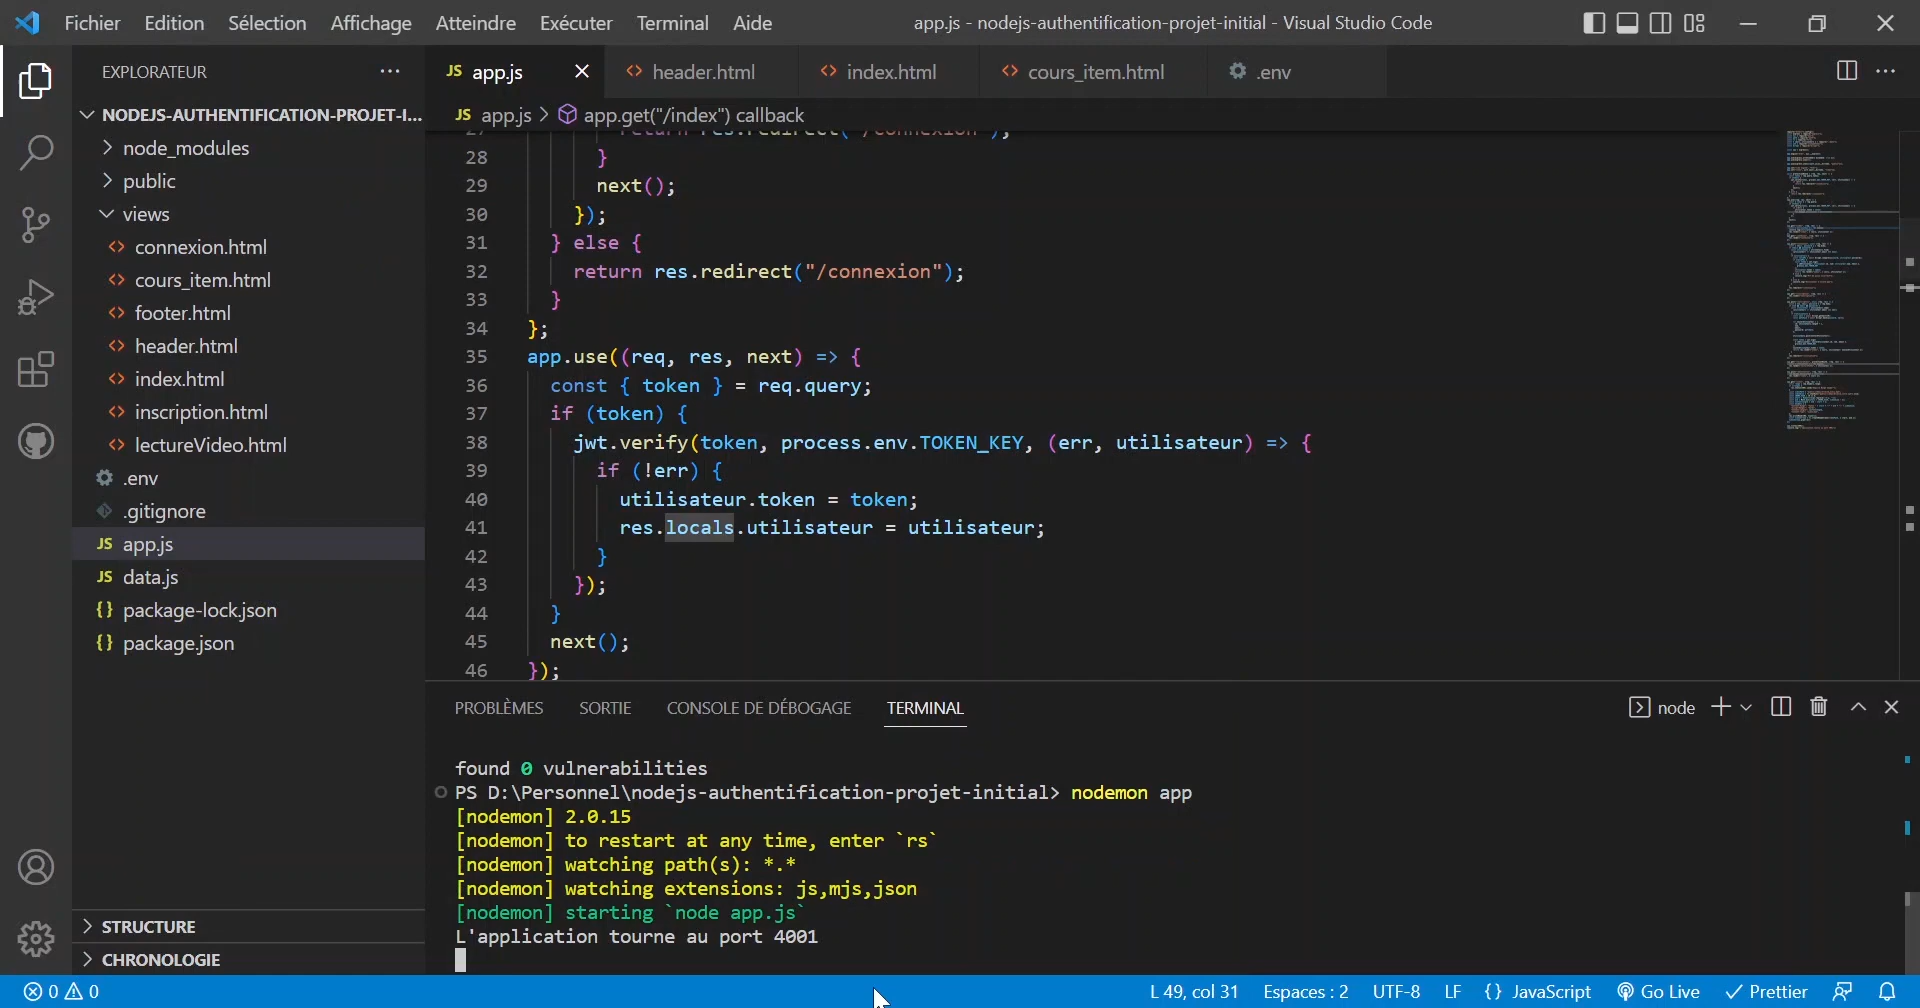 Fichier Edition Sélection Affichage Atteindre Exécuter Terminal Aide
app.js - nodejs-authentification-projet-initial - Visual Studio Code
EXPLORATEUR
NODEJS-AUTHENTIFICATION-PROJET-I...
node_modules
public
views
connexion.html
cours_item.html
footer.html
header.html
index.html
inscription.html
lectureVideo.html
.env
.gitignore
JS app.js
JS data.js
{} package-lock.json
{} package.json
STRUCTURE
CHRONOLOGIE
JS app.js
header.html
index.html
cours_item.html
.env
JS app.js > app.get("/index") callback
27 return res.redirect("/connexion");
28 }
29 next();
30 });
31 } else {
32 return res.redirect("/connexion");
33 }
34 };
35 app.use((req, res, next) => {
36 const { token } = req.query;
37 if (token) {
38 jwt.verify(token, process.env.TOKEN_KEY, (err, utilisateur) => {
39 if (!err) {
40 utilisateur.token = token;
41 res.locals.utilisateur = utilisateur;
42 }
43 });
44 }
45 next();
46 });
PROBLÈMES SORTIE CONSOLE DE DÉBOGAGE TERMINAL
node
found 0 vulnerabilities
PS D:\Personnel\nodejs-authentification-projet-initial> nodemon app
[nodemon] 2.0.15
[nodemon] to restart at any time, enter `rs`
[nodemon] watching path(s): *.*
[nodemon] watching extensions: js,mjs,json
[nodemon] starting `node app.js`
L'application tourne au port 4001
0 0
L 49, col 31 Espaces : 2 UTF-8 LF {} JavaScript Go Live Prettier